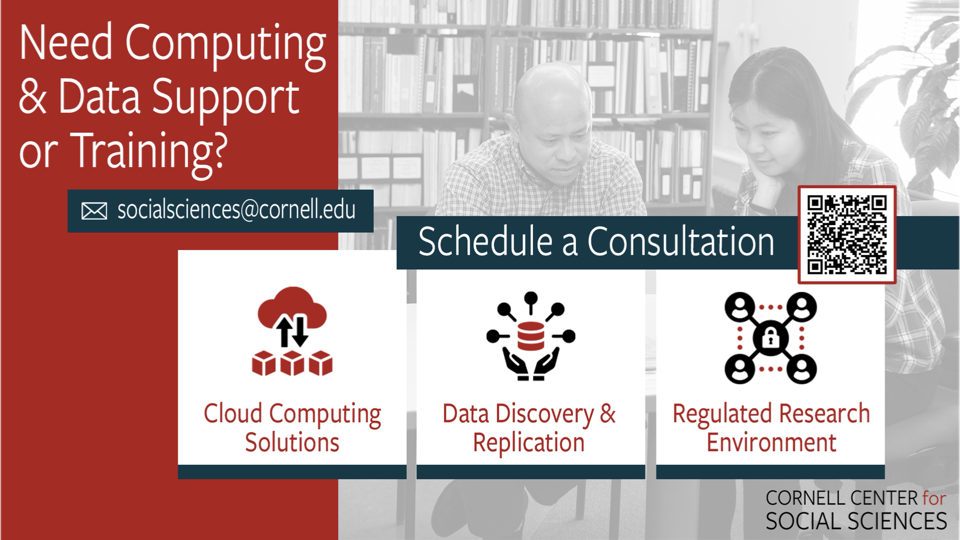 Need Computing
& Data Support
or Training?
socialsciences@cornell.edu
Schedule a Consultation
Cloud Computing
Solutions
Data Discovery &
Replication
Regulated Research
Environment
CORNELL CENTER for
SOCIAL SCIENCES